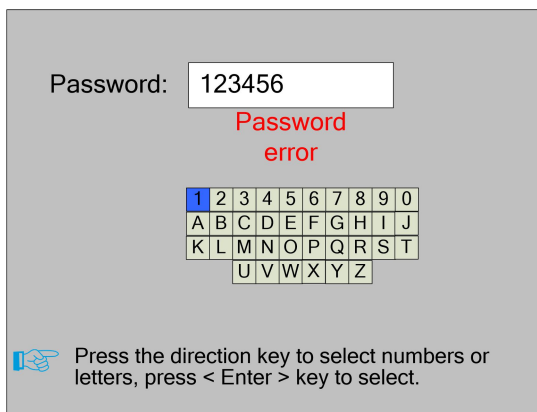 Password: 123456
Password
error
1 2 3 4 5 6 7 8 9 0
A B C D E F G H I J
K L M N O P Q R S T
U V W X Y Z
Press the direction key to select numbers or
letters, press < Enter > key to select.